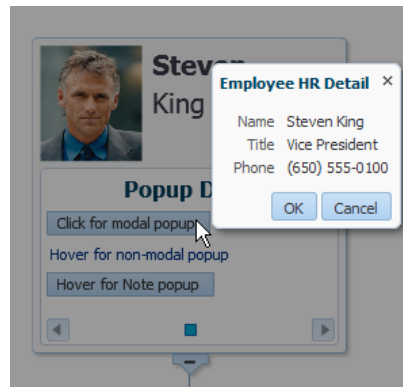 Steven
King
Employee HR Detail
Name Steven King
Title Vice President
Phone (650) 555-0100
OK Cancel
Popup D
Click for modal popup
Hover for non-modal popup
Hover for Note popup